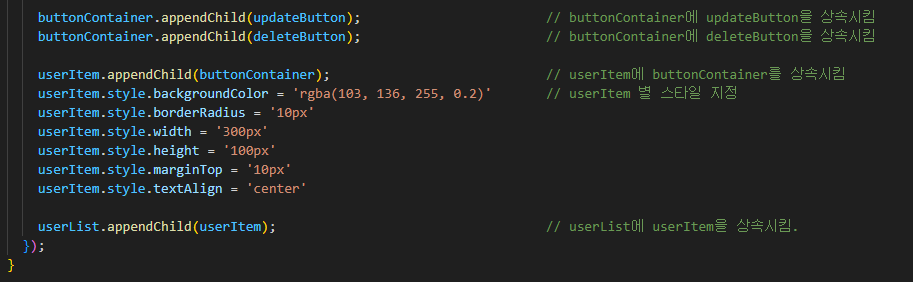 buttonContainer.appendChild(updateButton); // buttonContainer에 updateButton을 상속시킴
buttonContainer.appendChild(deleteButton); // buttonContainer에 deleteButton을 상속시킴
userItem.appendChild(buttonContainer); // userItem에 buttonContainer를 상속시킴
userItem.style.backgroundColor = 'rgba(103, 136, 255, 0.2)' // userItem 별 스타일 지정
userItem.style.borderRadius = '10px'
userItem.style.width = '300px'
userItem.style.height = '100px'
userItem.style.marginTop = '10px'
userItem.style.textAlign = 'center'
userList.appendChild(userItem); // userList에 userItem을 상속시킴.
});
}